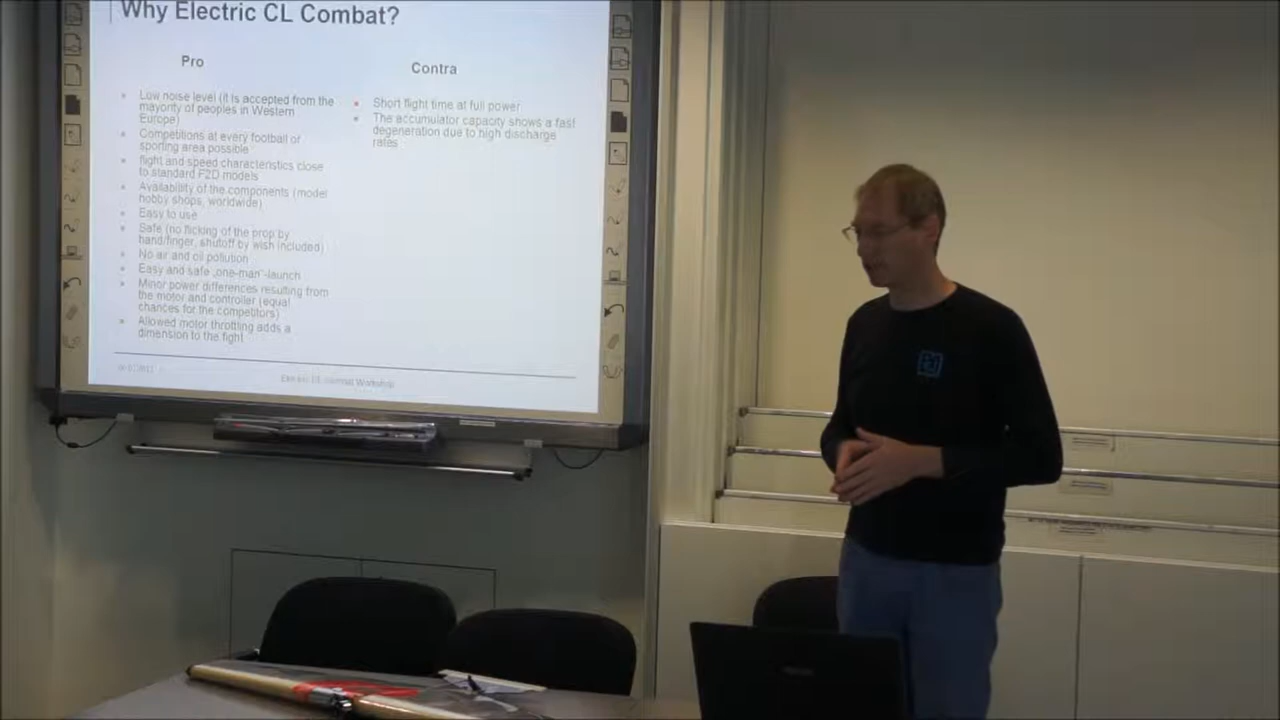 Why Electric CL Combat?
Pro
Low noise level (it is accepted from the
mayority of peoples in Western
Europe)
Competitions at every football or
sporting area possible
flight and speed characteristics close
to standard F2D models
Availability of the components (model
hobby shops, worldwide)
Easy to use
Safe (no flicking of the prop by
hand/finger, shutoff by wish included)
No air and oil pollution
Easy and safe „one-man“-launch
Minor power differences resulting from
the motor and controller (equal
chances for the competitors)
Allowed motor throttling adds a
dimension to the fight
Contra
Short flight time at full power
The accumulator capacity shows a fast
degeneration due to high discharge
rates
Electric CL Combat Workshop